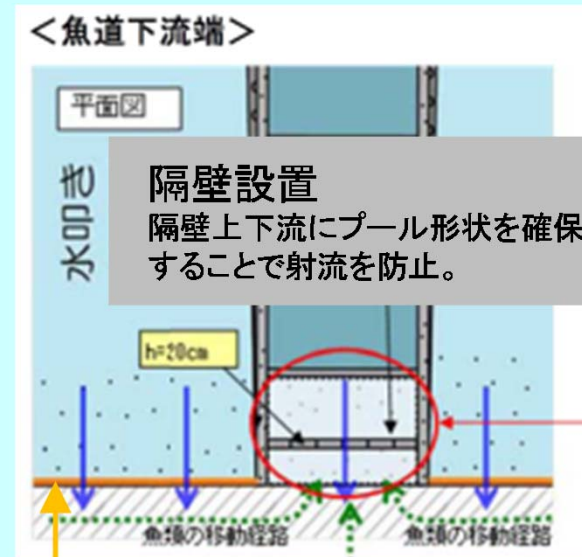 ＜魚道下流端＞
平面図
水叩き
隔壁設置
隔壁上下流にプール形状を確保
することで射流を防止。
h=20cm
魚類の移動経路
魚類の移動経路